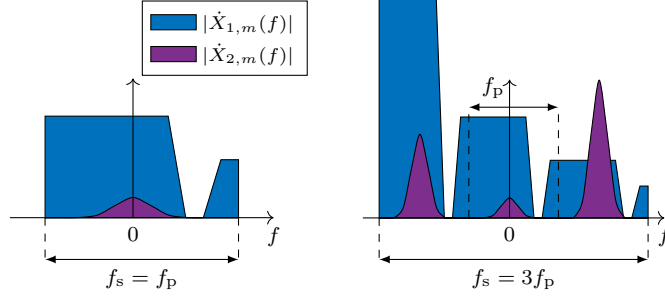 |Ẋ₁,ₘ(f)|
|Ẋ₂,ₘ(f)|
fₚ
0
f
0
f
fₛ = fₚ
fₛ = 3fₚ